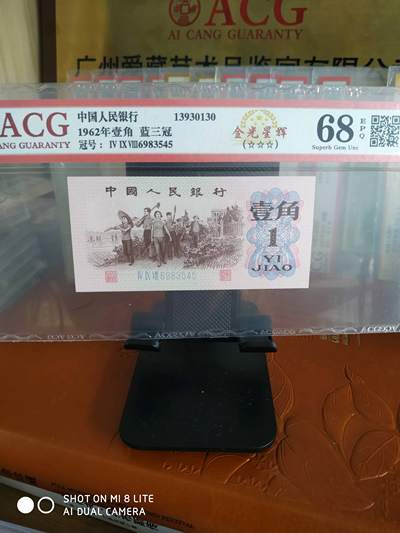 ACG
AI CANG GUARANTY
广州爱藏艺术品鉴定有限公
ACG
CANG GUARANTY
中国人民银行 13930130
1962年壹角 蓝三冠
冠号: IV IX VIII6983545
金光星辉
(☆☆☆)
68 EPQ
Superb Gem Unc
中國人民銀行
壹角
1
YI
JIAO
IV IX VIII 6983545
ACG
SHOT ON MI 8 LITE
AI DUAL CAMERA